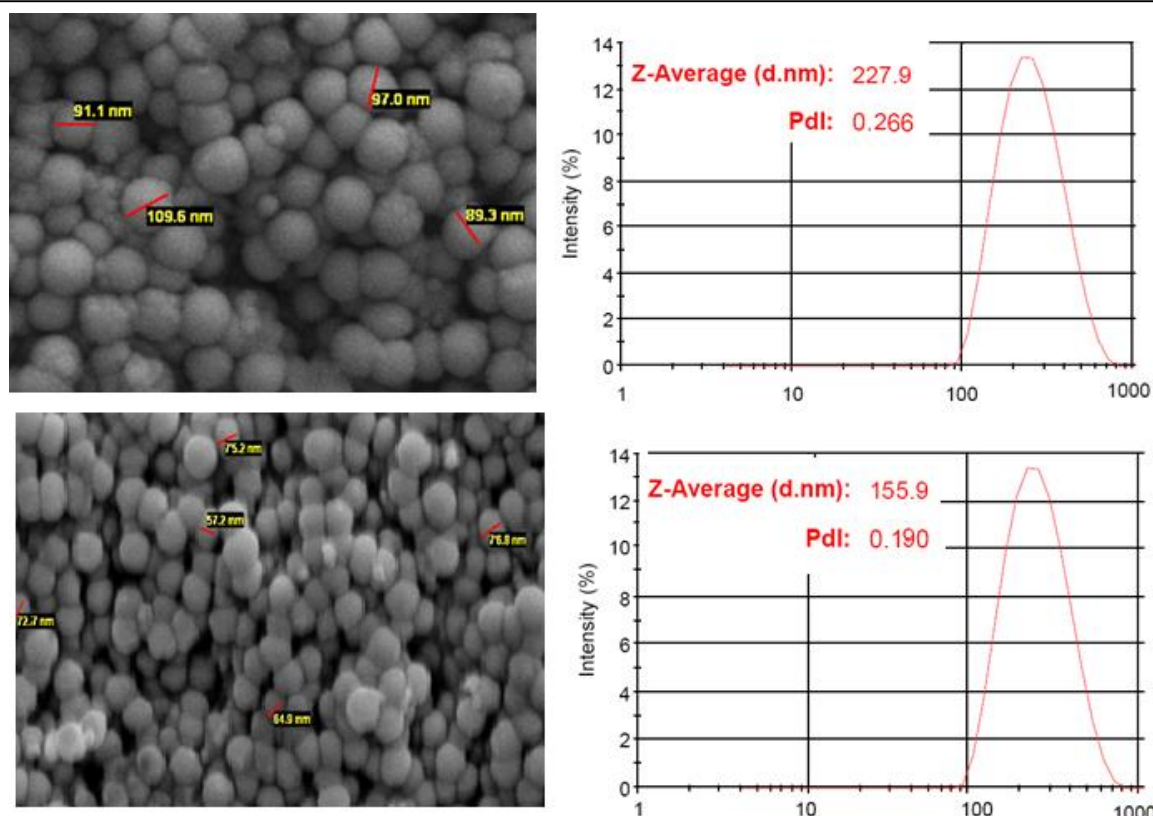 91.1 nm
97.0 nm
109.6 nm
89.3 nm
Z-Average (d.nm): 227.9
PdI: 0.266
Intensity (%)
14
12
10
8
6
4
2
0
1 10 100 1000
75.2 nm
57.2 nm
76.8 nm
72.7 nm
64.9 nm
Z-Average (d.nm): 155.9
PdI: 0.190
Intensity (%)
14
12
10
8
6
4
2
0
1 10 100 1000